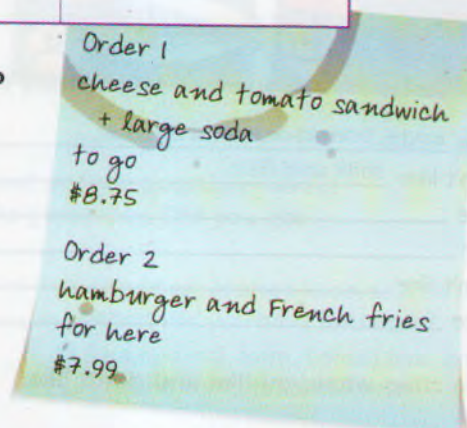 Order 1
cheese and tomato sandwich
+ large soda
to go
$8.75
Order 2
hamburger and French fries
for here
$7.99